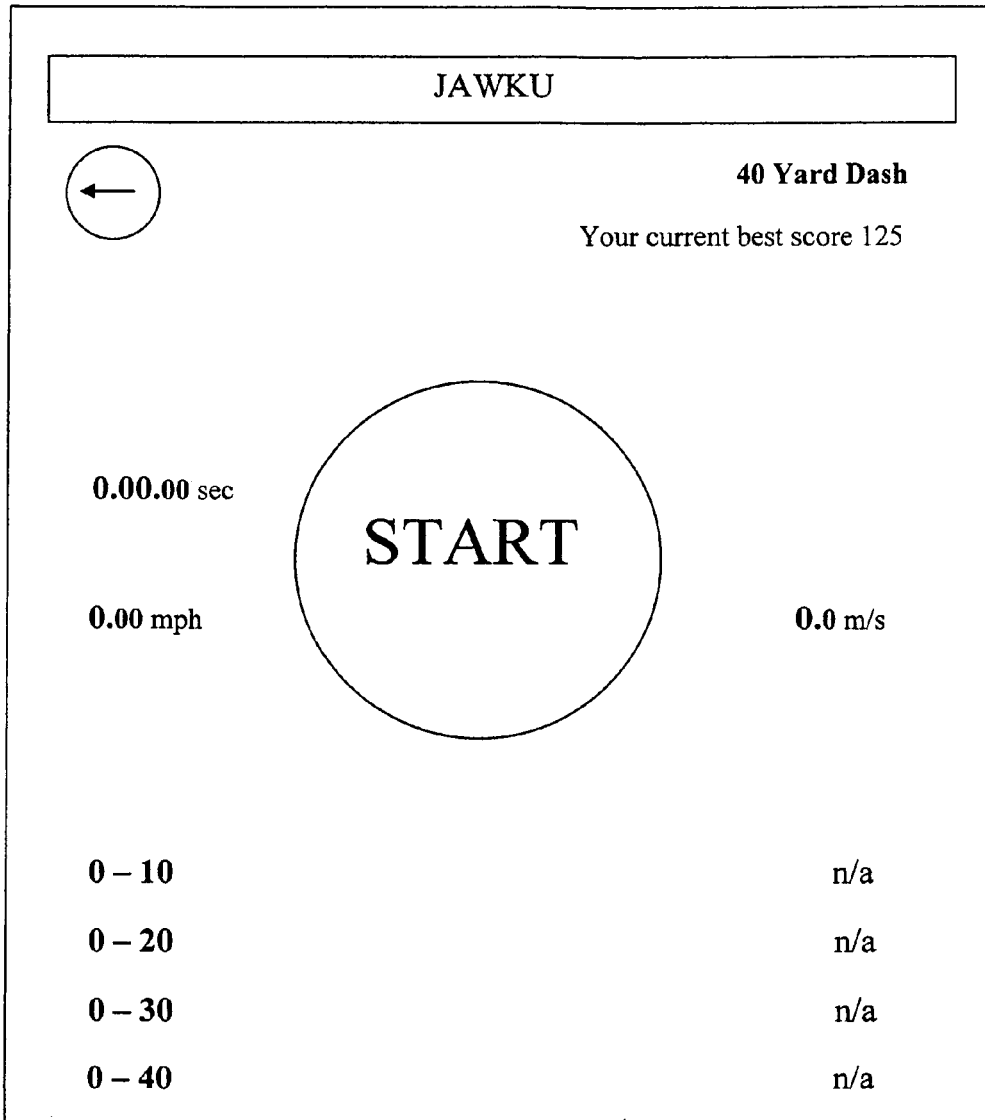 JAWKU
40 Yard Dash
Your current best score 125
0.00.00 sec
START
0.00 mph
0.0 m/s
0 – 10 n/a
0 – 20 n/a
0 – 30 n/a
0 – 40 n/a